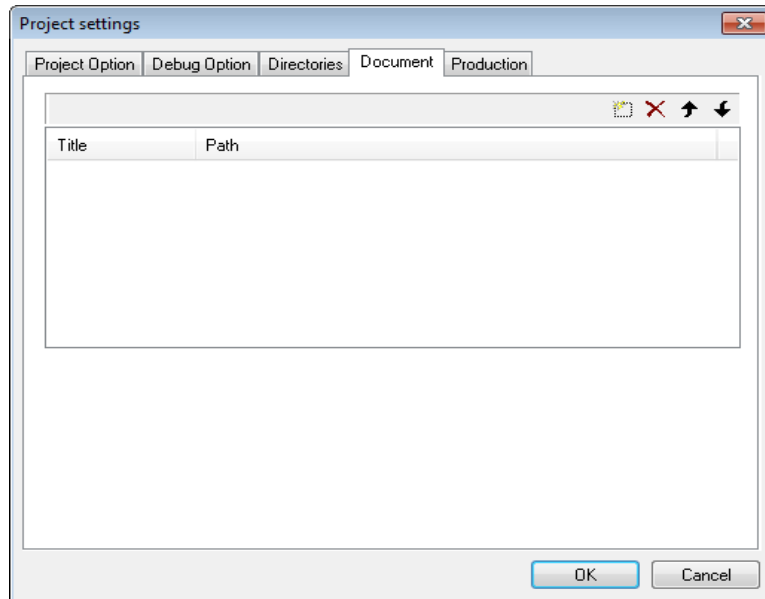 Project settings
Project Option Debug Option Directories Document Production
Title Path
OK Cancel